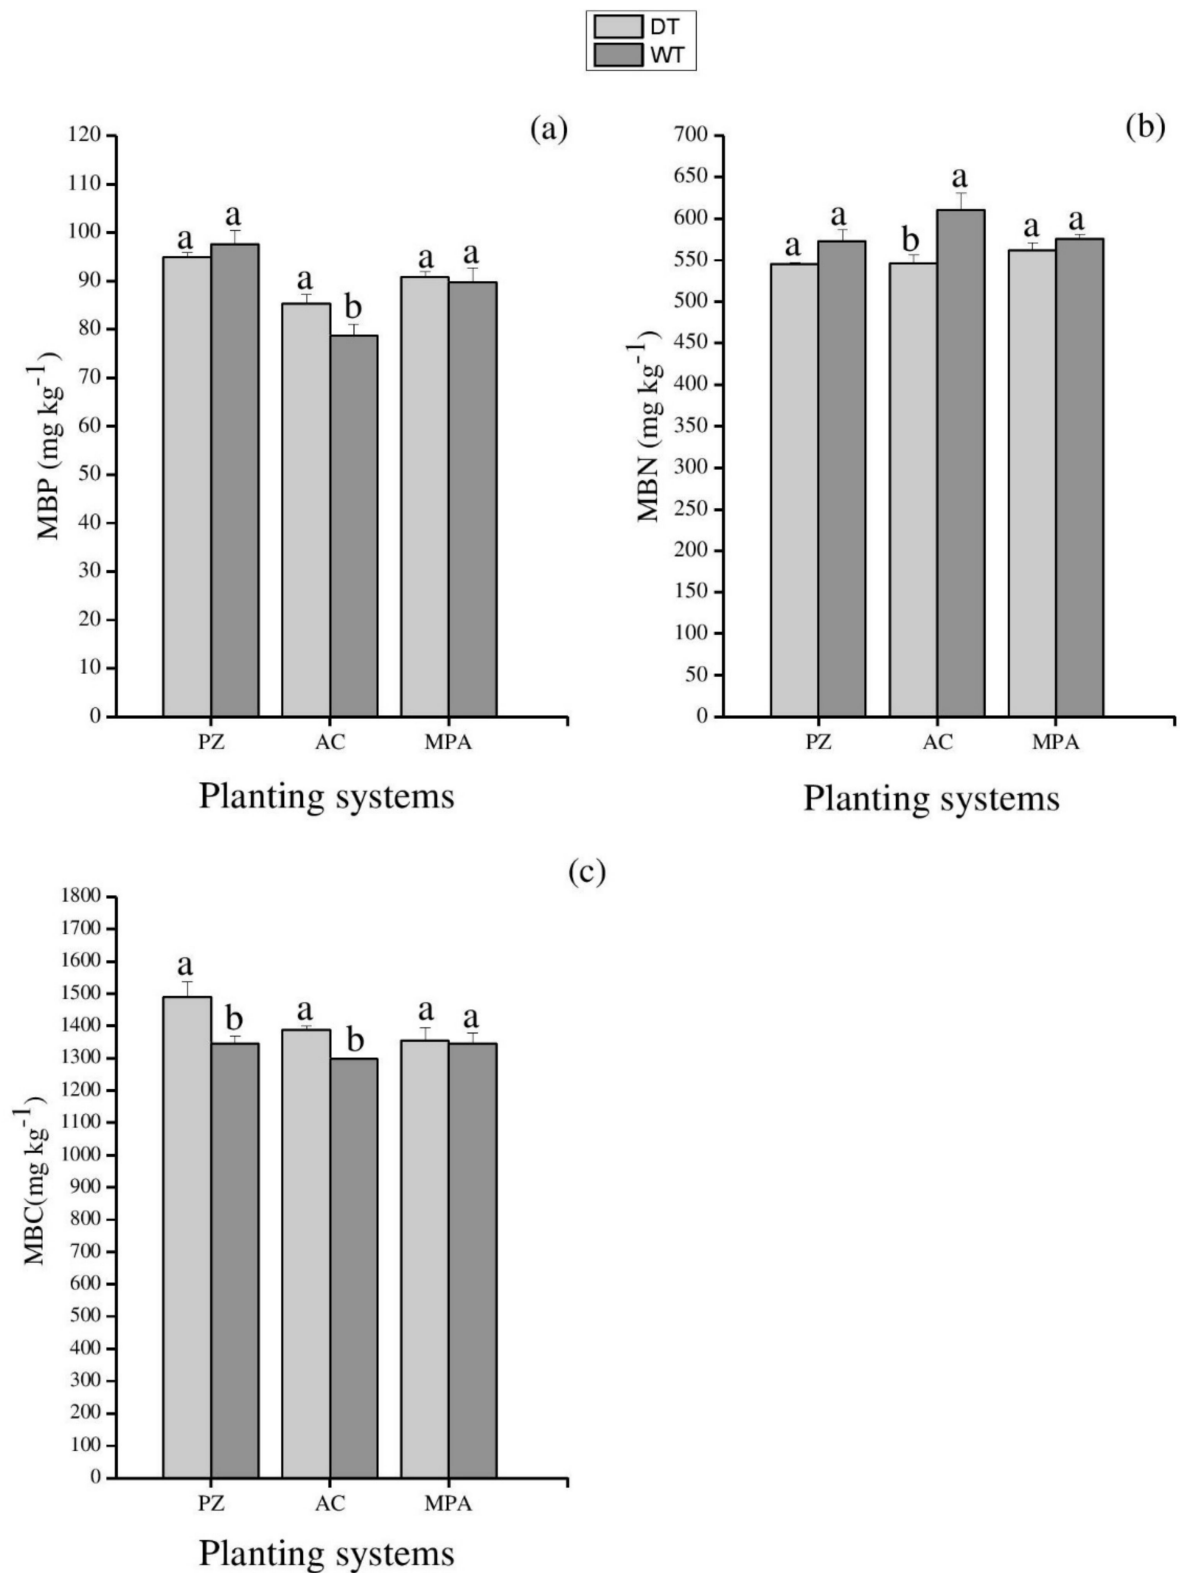 DT
WT
(a)
120
110
100
90
80
70
60
50
40
30
20
10
0
MBP (mg kg-1)
a
a
a
b
a
a
PZ
AC
MPA
Planting systems
(b)
700
650
600
550
500
450
400
350
300
250
200
150
100
50
0
MBN (mg kg-1)
a
a
b
a
a
a
PZ
AC
MPA
Planting systems
(c)
1800
1700
1600
1500
1400
1300
1200
1100
1000
900
800
700
600
500
400
300
200
100
0
MBC(mg kg-1)
a
b
a
b
a
a
PZ
AC
MPA
Planting systems